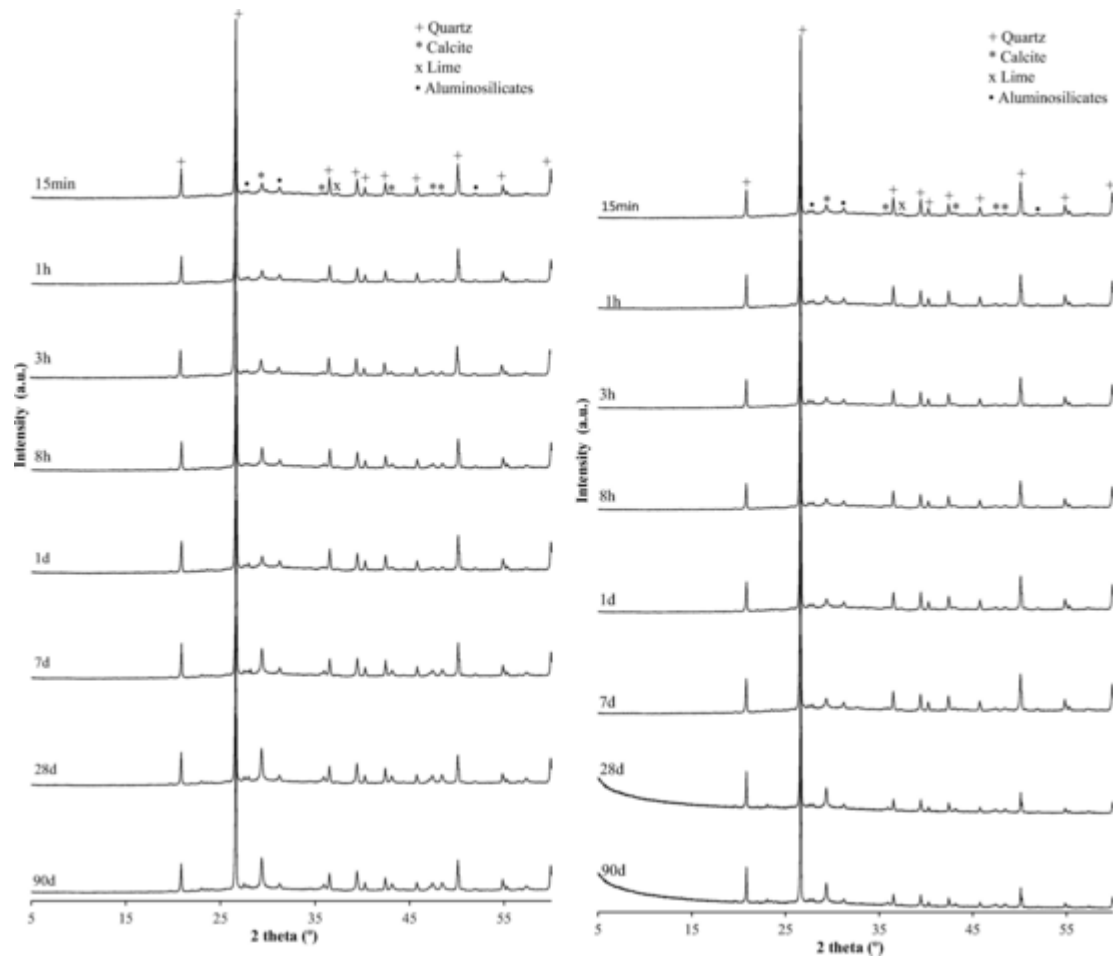 + Quartz
* Calcite
x Lime
• Aluminosilicates
15min
1h
3h
8h
1d
7d
28d
90d
Intensity (a.u.)
5 15 25 35 45 55
2 theta (º)
+ Quartz
* Calcite
x Lime
• Aluminosilicates
15min
1h
3h
8h
1d
7d
28d
90d
Intensity (a.u.)
5 15 25 35 45 55
2 theta (º)